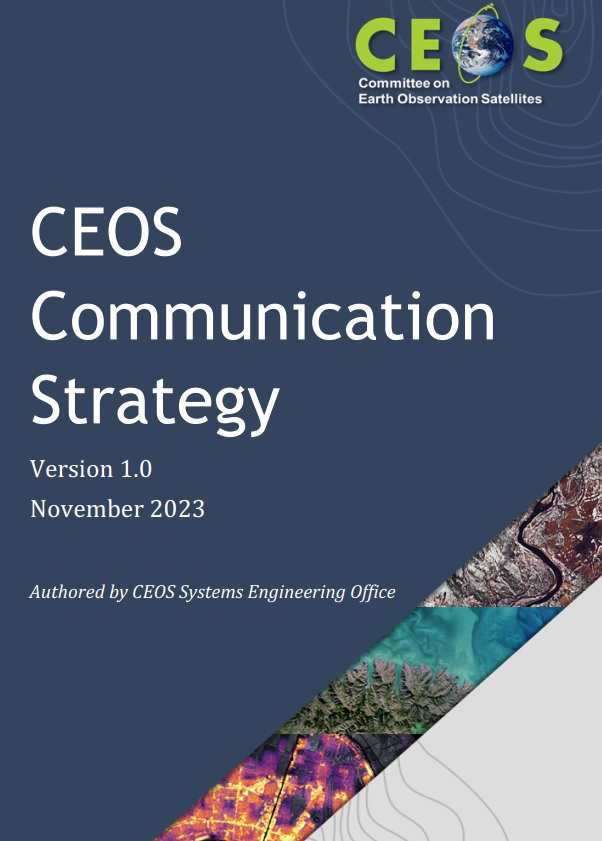 CEOS
Committee on
Earth Observation Satellites
CEOS
Communication
Strategy
Version 1.0
November 2023
Authored by CEOS Systems Engineering Office